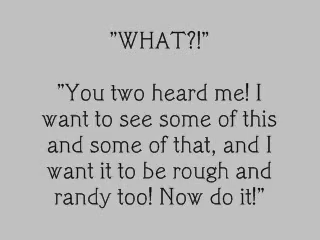 "WHAT?!"
"You two heard me! I
want to see some of this
and some of that, and I
want it to be rough and
randy too! Now do it!"